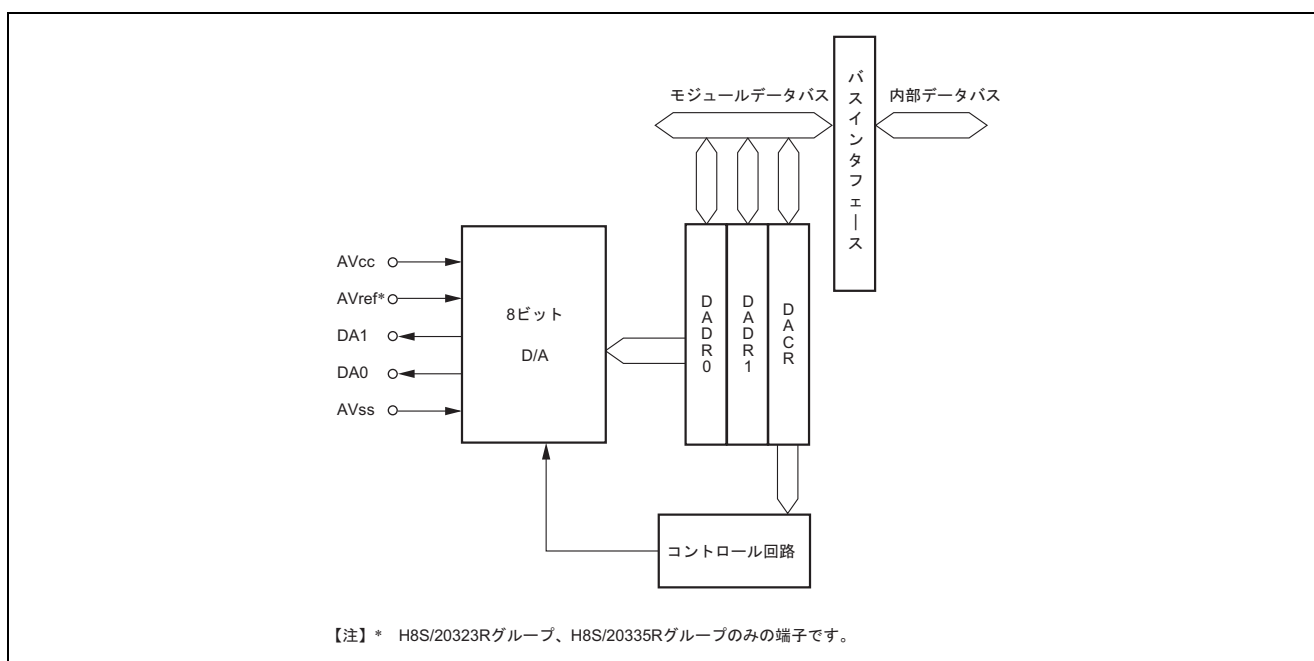 モジュールデータバス
内部データバス
バスインタフェース
AVcc
AVref*
DA1
DA0
AVss
8ビット
D/A
DADR0
DADR1
DACR
コントロール回路
【注】* H8S/20323Rグループ、H8S/20335Rグループのみの端子です。